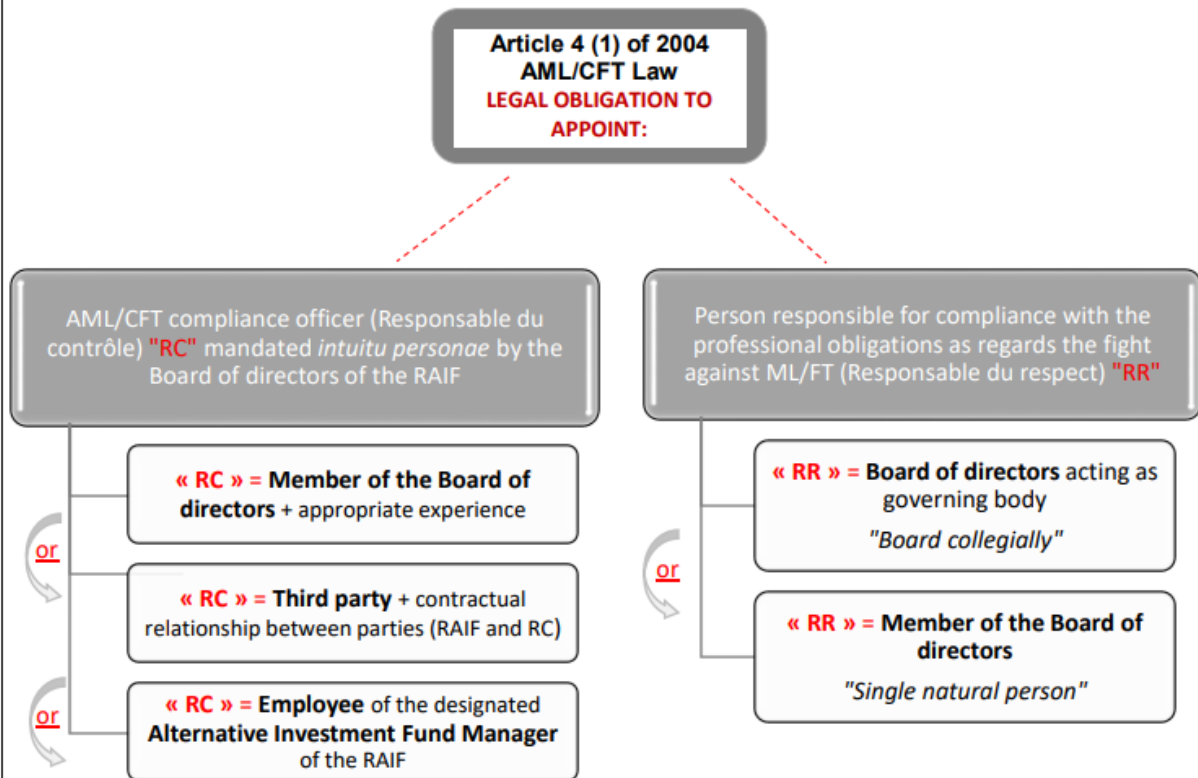 Article 4 (1) of 2004
AML/CFT Law
LEGAL OBLIGATION TO
APPOINT:
AML/CFT compliance officer (Responsable du
contrôle) "RC" mandated intuitu personae by the
Board of directors of the RAIF
« RC » = Member of the Board of
directors + appropriate experience
or
« RC » = Third party + contractual
relationship between parties (RAIF and RC)
or
« RC » = Employee of the designated
Alternative Investment Fund Manager
of the RAIF
Person responsible for compliance with the
professional obligations as regards the fight
against ML/FT (Responsable du respect) "RR"
« RR » = Board of directors acting as
governing body
"Board collegially"
or
« RR » = Member of the Board of
directors
"Single natural person"